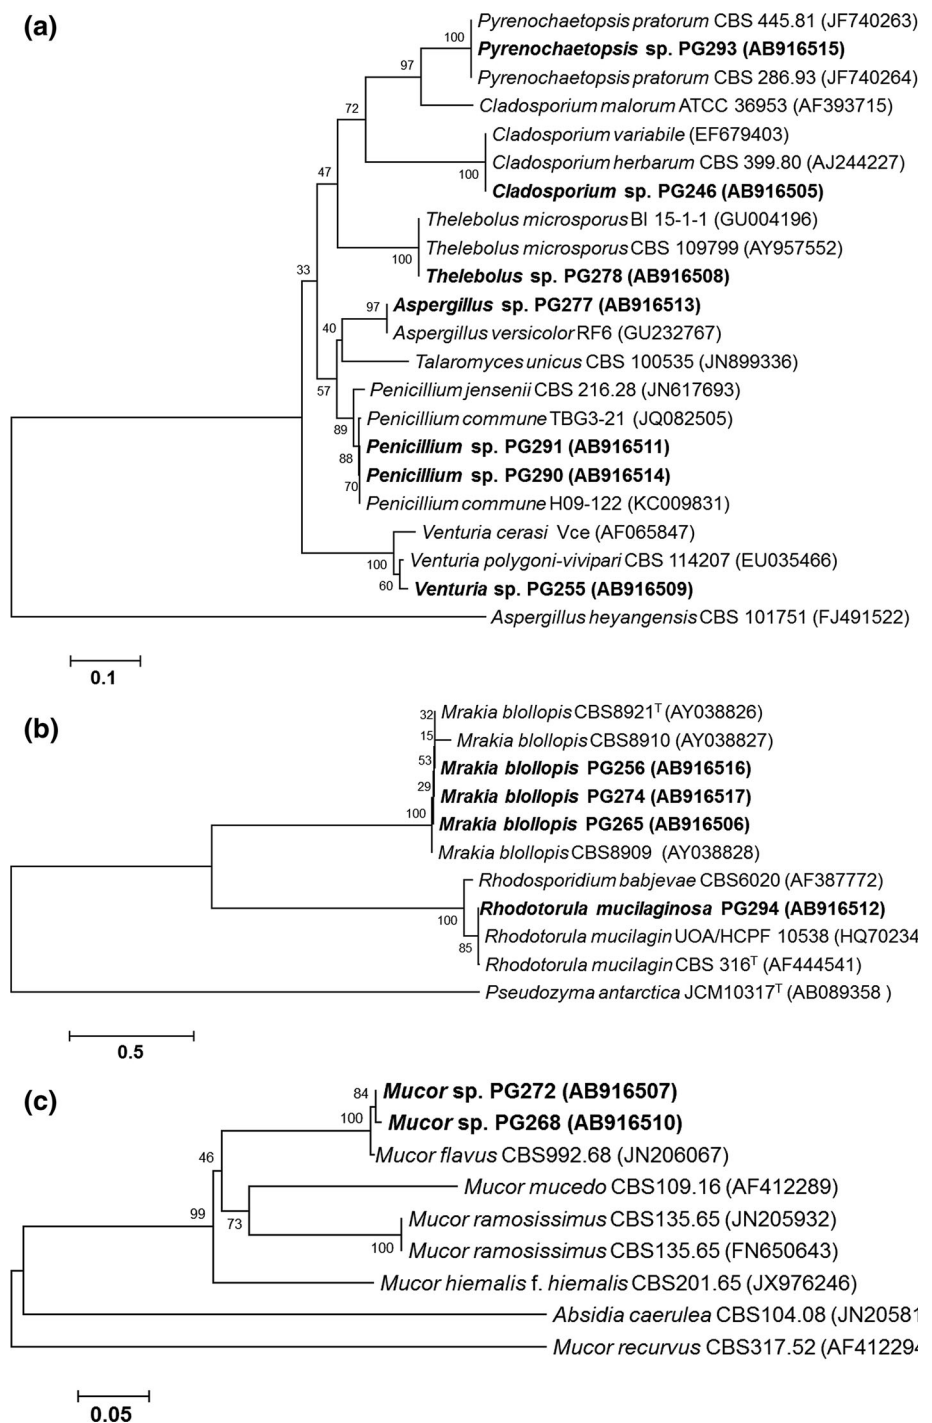 (a)
Pyrenochaetopsis pratorum CBS 445.81 (JF740263)
100
Pyrenochaetopsis sp. PG293 (AB916515)
97
Pyrenochaetopsis pratorum CBS 286.93 (JF740264)
Cladosporium malorum ATCC 36953 (AF393715)
72
Cladosporium variabile (EF679403)
Cladosporium herbarum CBS 399.80 (AJ244227)
100
47
Cladosporium sp. PG246 (AB916505)
Thelebolus microsporus BI 15-1-1 (GU004196)
Thelebolus microsporus CBS 109799 (AY957552)
100
33
Thelebolus sp. PG278 (AB916508)
97
Aspergillus sp. PG277 (AB916513)
40
Aspergillus versicolor RF6 (GU232767)
Talaromyces unicus CBS 100535 (JN899336)
57
Penicillium jensenii CBS 216.28 (JN617693)
Penicillium commune TBG3-21 (JQ082505)
89
Penicillium sp. PG291 (AB916511)
88
Penicillium sp. PG290 (AB916514)
70
Penicillium commune H09-122 (KC009831)
Venturia cerasi Vce (AF065847)
100
Venturia polygoni-vivipari CBS 114207 (EU035466)
60
Venturia sp. PG255 (AB916509)
Aspergillus heyangensis CBS 101751 (FJ491522)
0.1
(b)
32
Mrakia blollopis CBS8921T (AY038826)
15
Mrakia blollopis CBS8910 (AY038827)
53
Mrakia blollopis PG256 (AB916516)
29
Mrakia blollopis PG274 (AB916517)
100
Mrakia blollopis PG265 (AB916506)
Mrakia blollopis CBS8909 (AY038828)
Rhodosporidium babjevae CBS6020 (AF387772)
100
Rhodotorula mucilaginosa PG294 (AB916512)
85
Rhodotorula mucilagin UOA/HCPF 10538 (HQ70234
Rhodotorula mucilagin CBS 316T (AF444541)
Pseudozyma antarctica JCM10317T (AB089358 )
0.5
(c)
84
Mucor sp. PG272 (AB916507)
100
Mucor sp. PG268 (AB916510)
46
Mucor flavus CBS992.68 (JN206067)
Mucor mucedo CBS109.16 (AF412289)
99
73
Mucor ramosissimus CBS135.65 (JN205932)
100
Mucor ramosissimus CBS135.65 (FN650643)
Mucor hiemalis f. hiemalis CBS201.65 (JX976246)
Absidia caerulea CBS104.08 (JN20581
Mucor recurvus CBS317.52 (AF412294
0.05